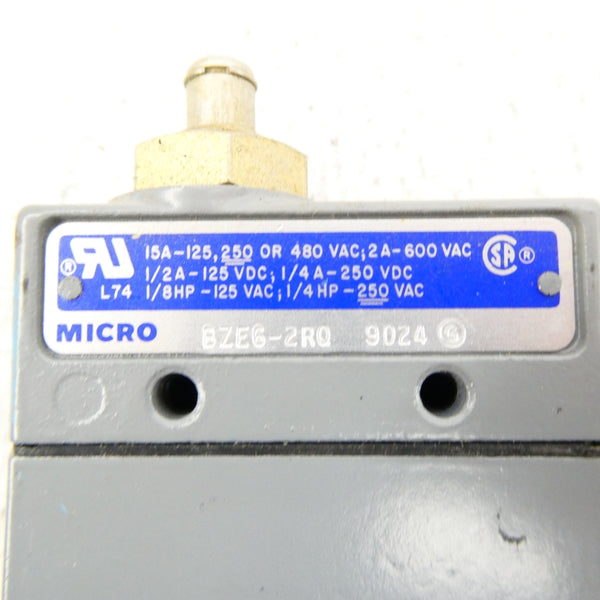 15A-125, 250 OR 480 VAC; 2A-600 VAC
1/2A-125 VDC; 1/4A-250 VDC
L74 1/8HP-125 VAC; 1/4HP-250 VAC
MICRO BZE6-2RQ 9024